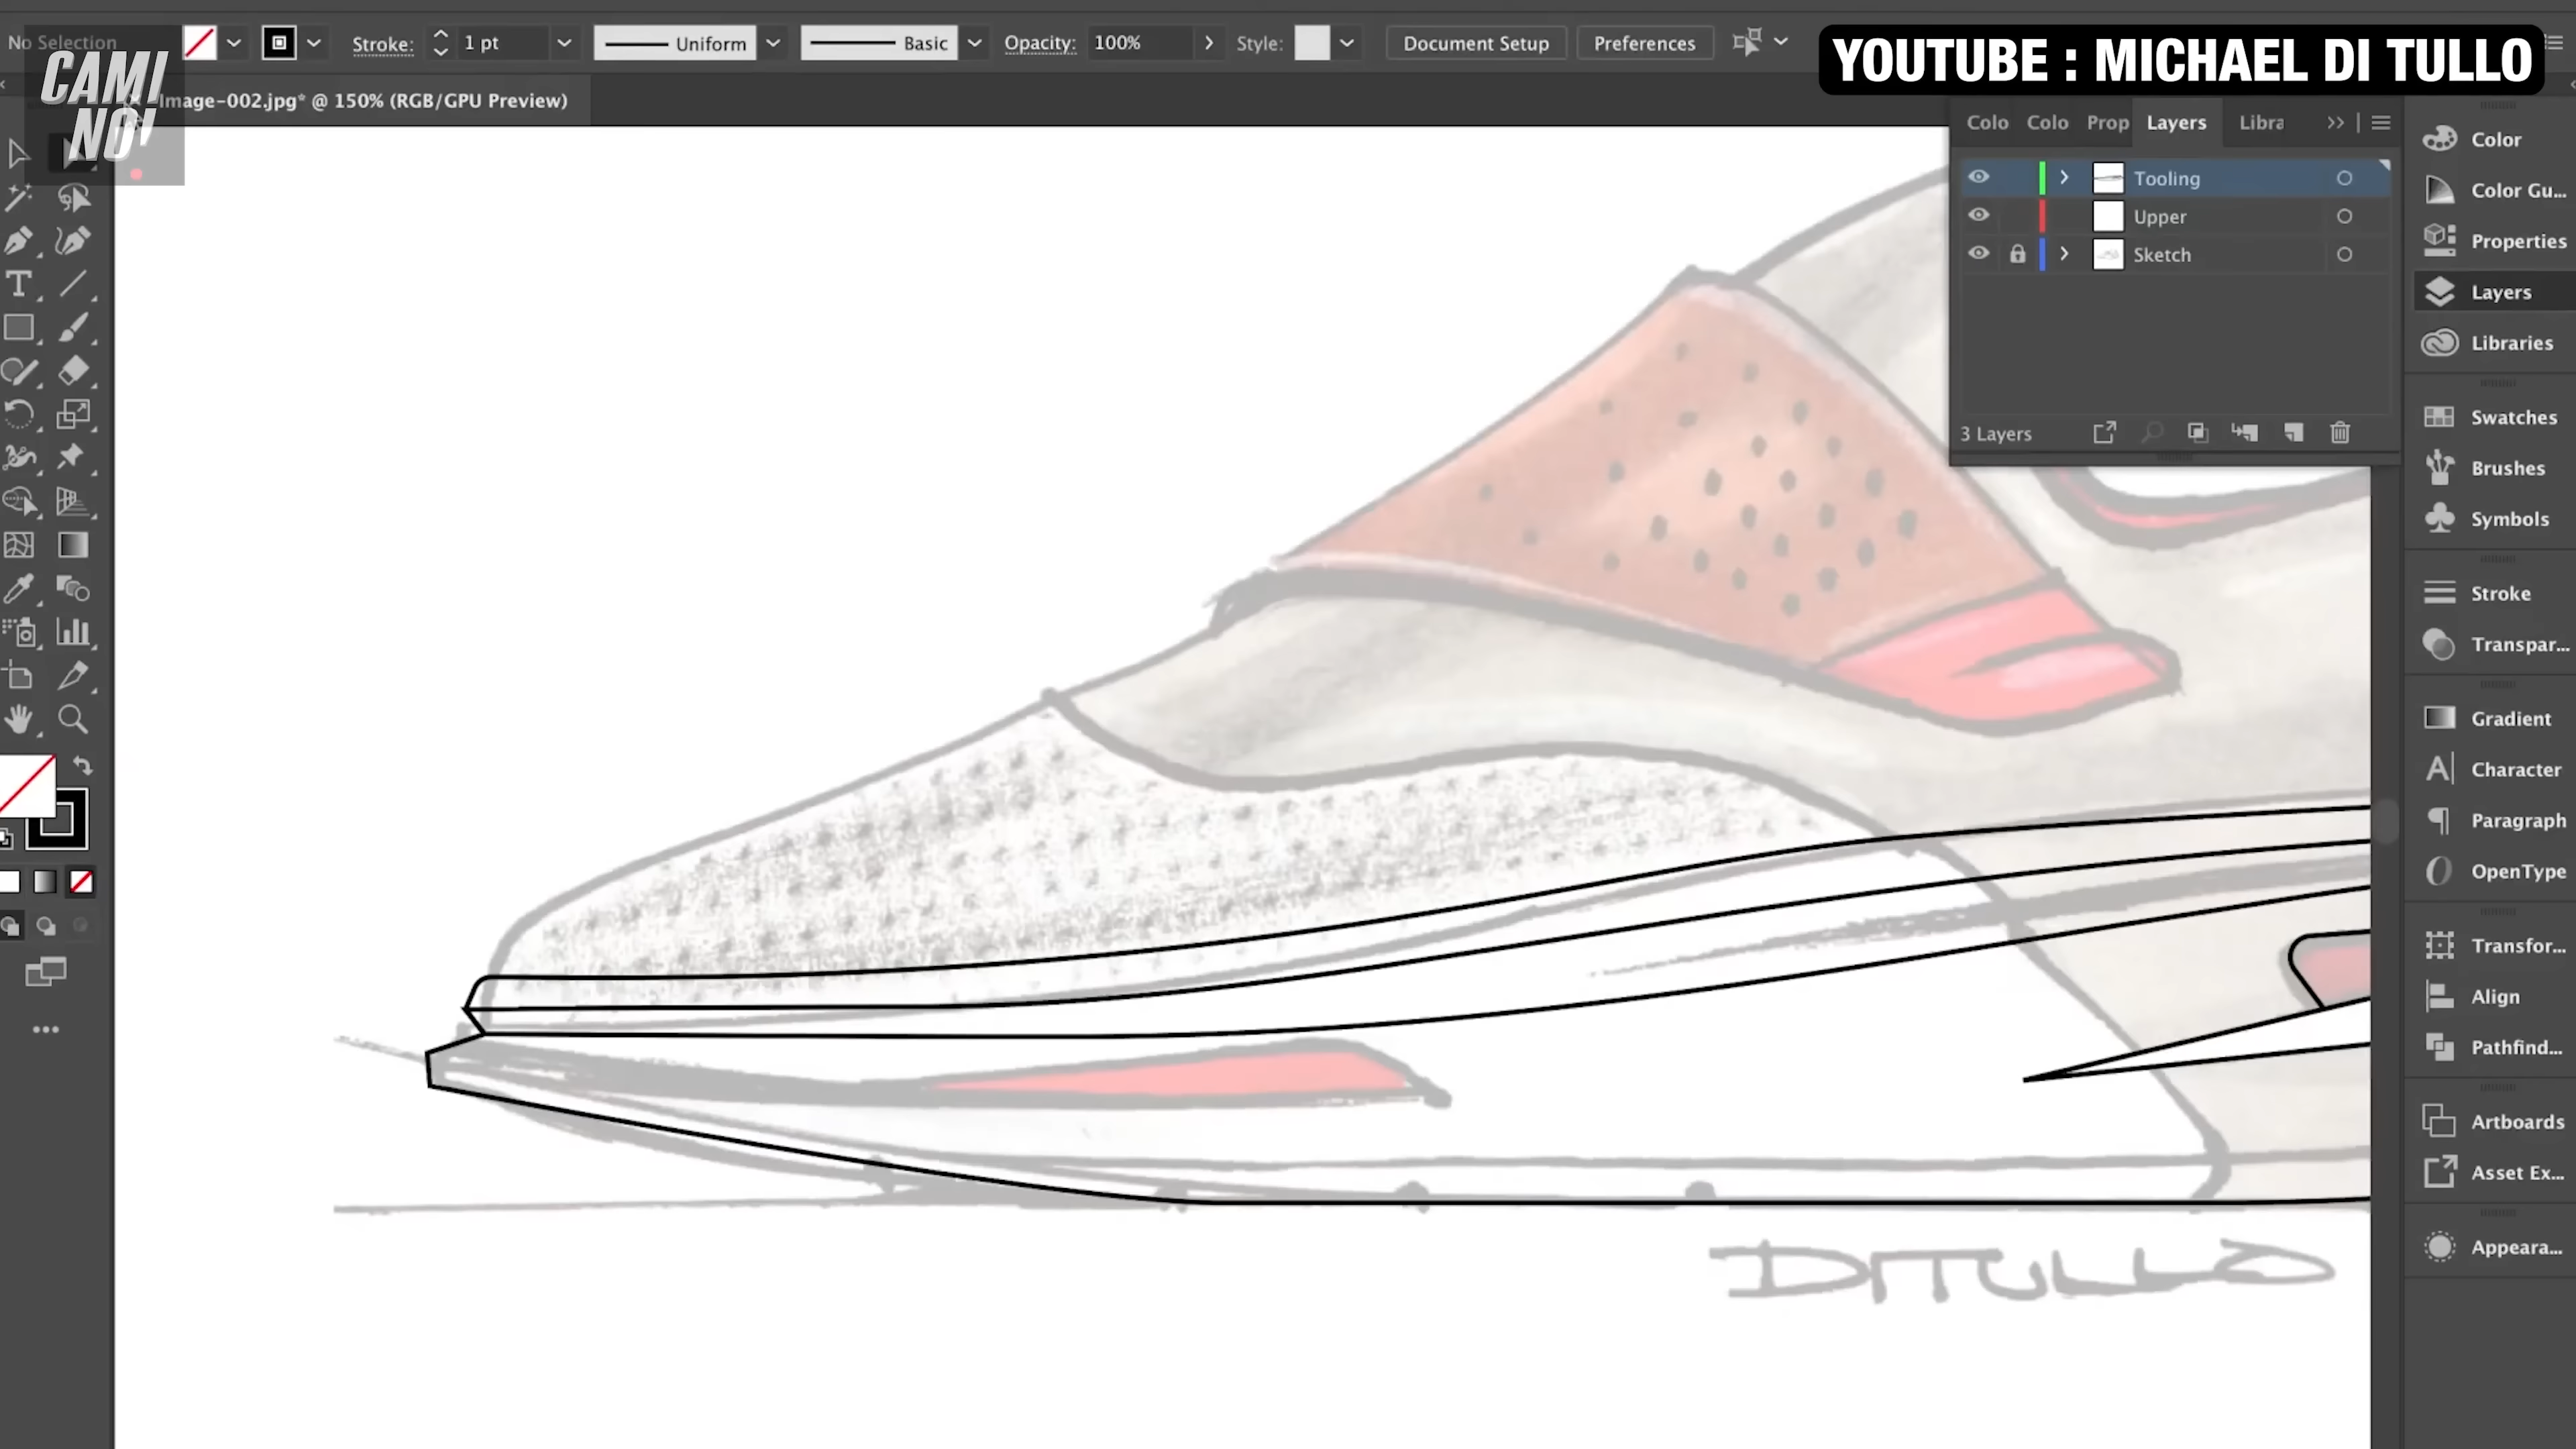 No Selection
Stroke:
1 pt
Uniform
Basic
Opacity:
100%
Style:
Document Setup
Preferences
YOUTUBE : MICHAEL DI TULLO
CAMI
NO!
Image-002.jpg* @ 150% (RGB/GPU Preview)
Colo
Colo
Prop
Layers
Libra
Tooling
Upper
Sketch
3 Layers
Color
Color Gu...
Properties
Layers
Libraries
Swatches
Brushes
Symbols
Stroke
Transpar...
Gradient
Character
Paragraph
OpenType
Transfor...
Align
Pathfind...
Artboards
Asset Ex...
Appeara...
DITULLO